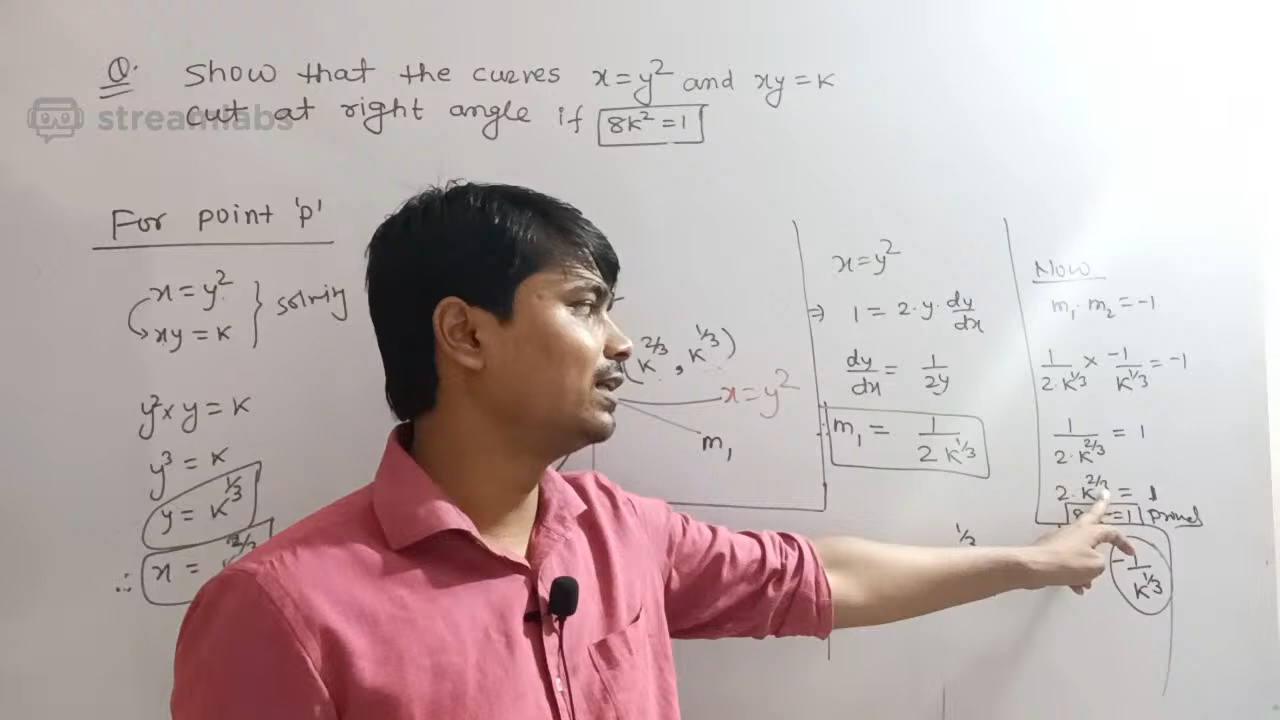 Q. Show that the curves x = y² and xy = K
cut at right angle if 8K² = 1
streamlabs
For point 'p'
x = y²
xy = K
} solving
y² x y = K
y³ = K
y = K^1/3
∴ x =
(K^2/3, K^1/3)
x = y²
m₁
x = y²
⇒ 1 = 2·y·dy/dx
dy/dx = 1/2y
∴ m₁ = 1/2K^1/3
1/3
Now
m₁·m₂ = -1
1/2·K^1/3 × -1/K^1/3 = -1
1/2·K^2/3 = 1
2·K^2/3 = 1
8 = 1 proved
-1/K^1/3